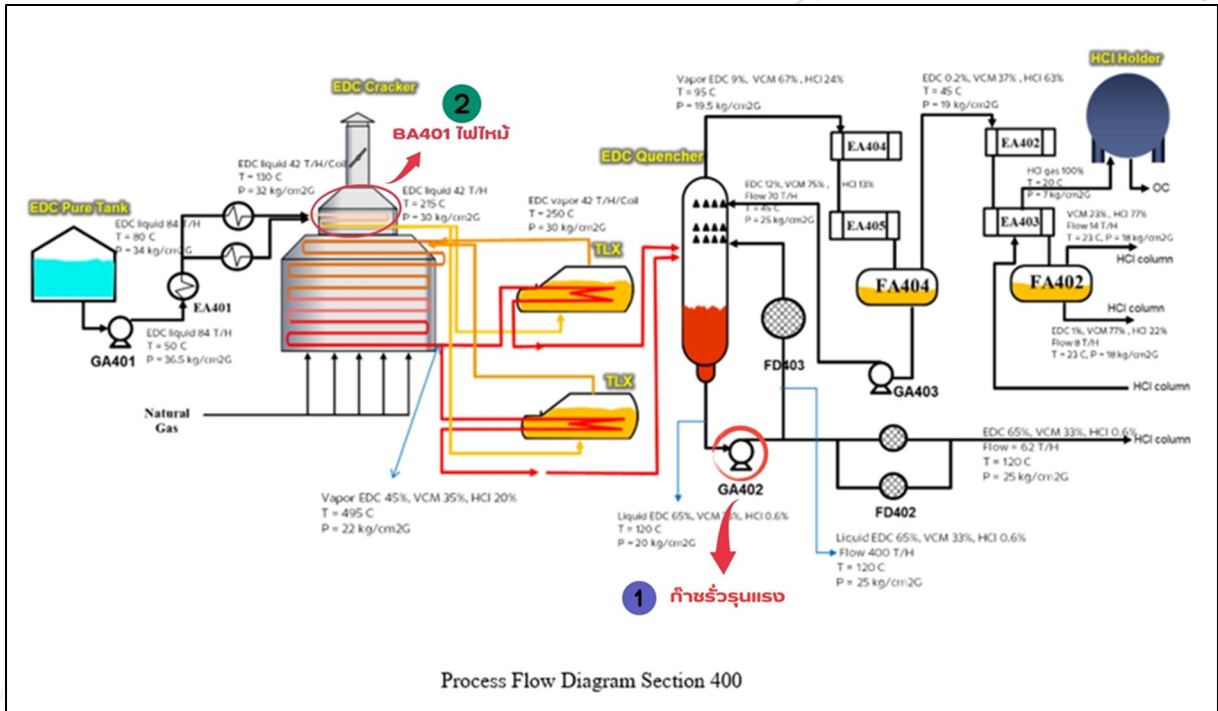 EDC Cracker
2
BA401 ไฟไหม้
EDC liquid 42 T/H/Coil
T = 130 C
P = 32 kg/cm2G
EDC liquid 42 T/H
T = 215 C
P = 30 kg/cm2G
EDC Pure Tank
EDC liquid 84 T/H
T = 80 C
P = 34 kg/cm2G
EA401
GA401
EDC liquid 84 T/H
T = 50 C
P = 36.5 kg/cm2G
Natural
Gas
EDC vapor 42 T/H/Coil
T = 250 C
P = 30 kg/cm2G
TLX
TLX
Vapor EDC 45%, VCM 35%, HCl 20%
T = 495 C
P = 22 kg/cm2G
EDC Quencher
Vapor EDC 9%, VCM 67%, HCl 24%
T = 95 C
P = 19.5 kg/cm2G
EDC 12%, VCM 75%, HCl 13%
Flow 70 T/H
T = 45 C
P = 25 kg/cm2G
EA404
EA405
FA404
FD403
GA403
EDC 0.2%, VCM 37% , HCl 63%
T = 45 C
P = 19 kg/cm2G
HCl Holder
EA402
HCl gas 100%
T = 20 C
P = 7 kg/cm2G
OC
EA403
VCM 23%, HCl 77%
Flow 14 T/H
T = 23 C, P = 18 kg/cm2G
HCl column
FA402
HCl column
EDC 1%, VCM 77%, HCl 22%
Flow 8 T/H
T = 23 C, P = 18 kg/cm2G
HCl column
EDC 65%, VCM 33%, HCl 0.6%
Flow = 62 T/H
T = 120 C
P = 25 kg/cm2G
HCl column
GA402
FD402
Liquid EDC 65%, VCM HCl 0.6%
T = 120 C
P = 20 kg/cm2G
Liquid EDC 65%, VCM 33%, HCl 0.6%
Flow 400 T/H
T = 120 C
P = 25 kg/cm2G
1
ก๊าซรั่วรุนแรง
Process Flow Diagram Section 400